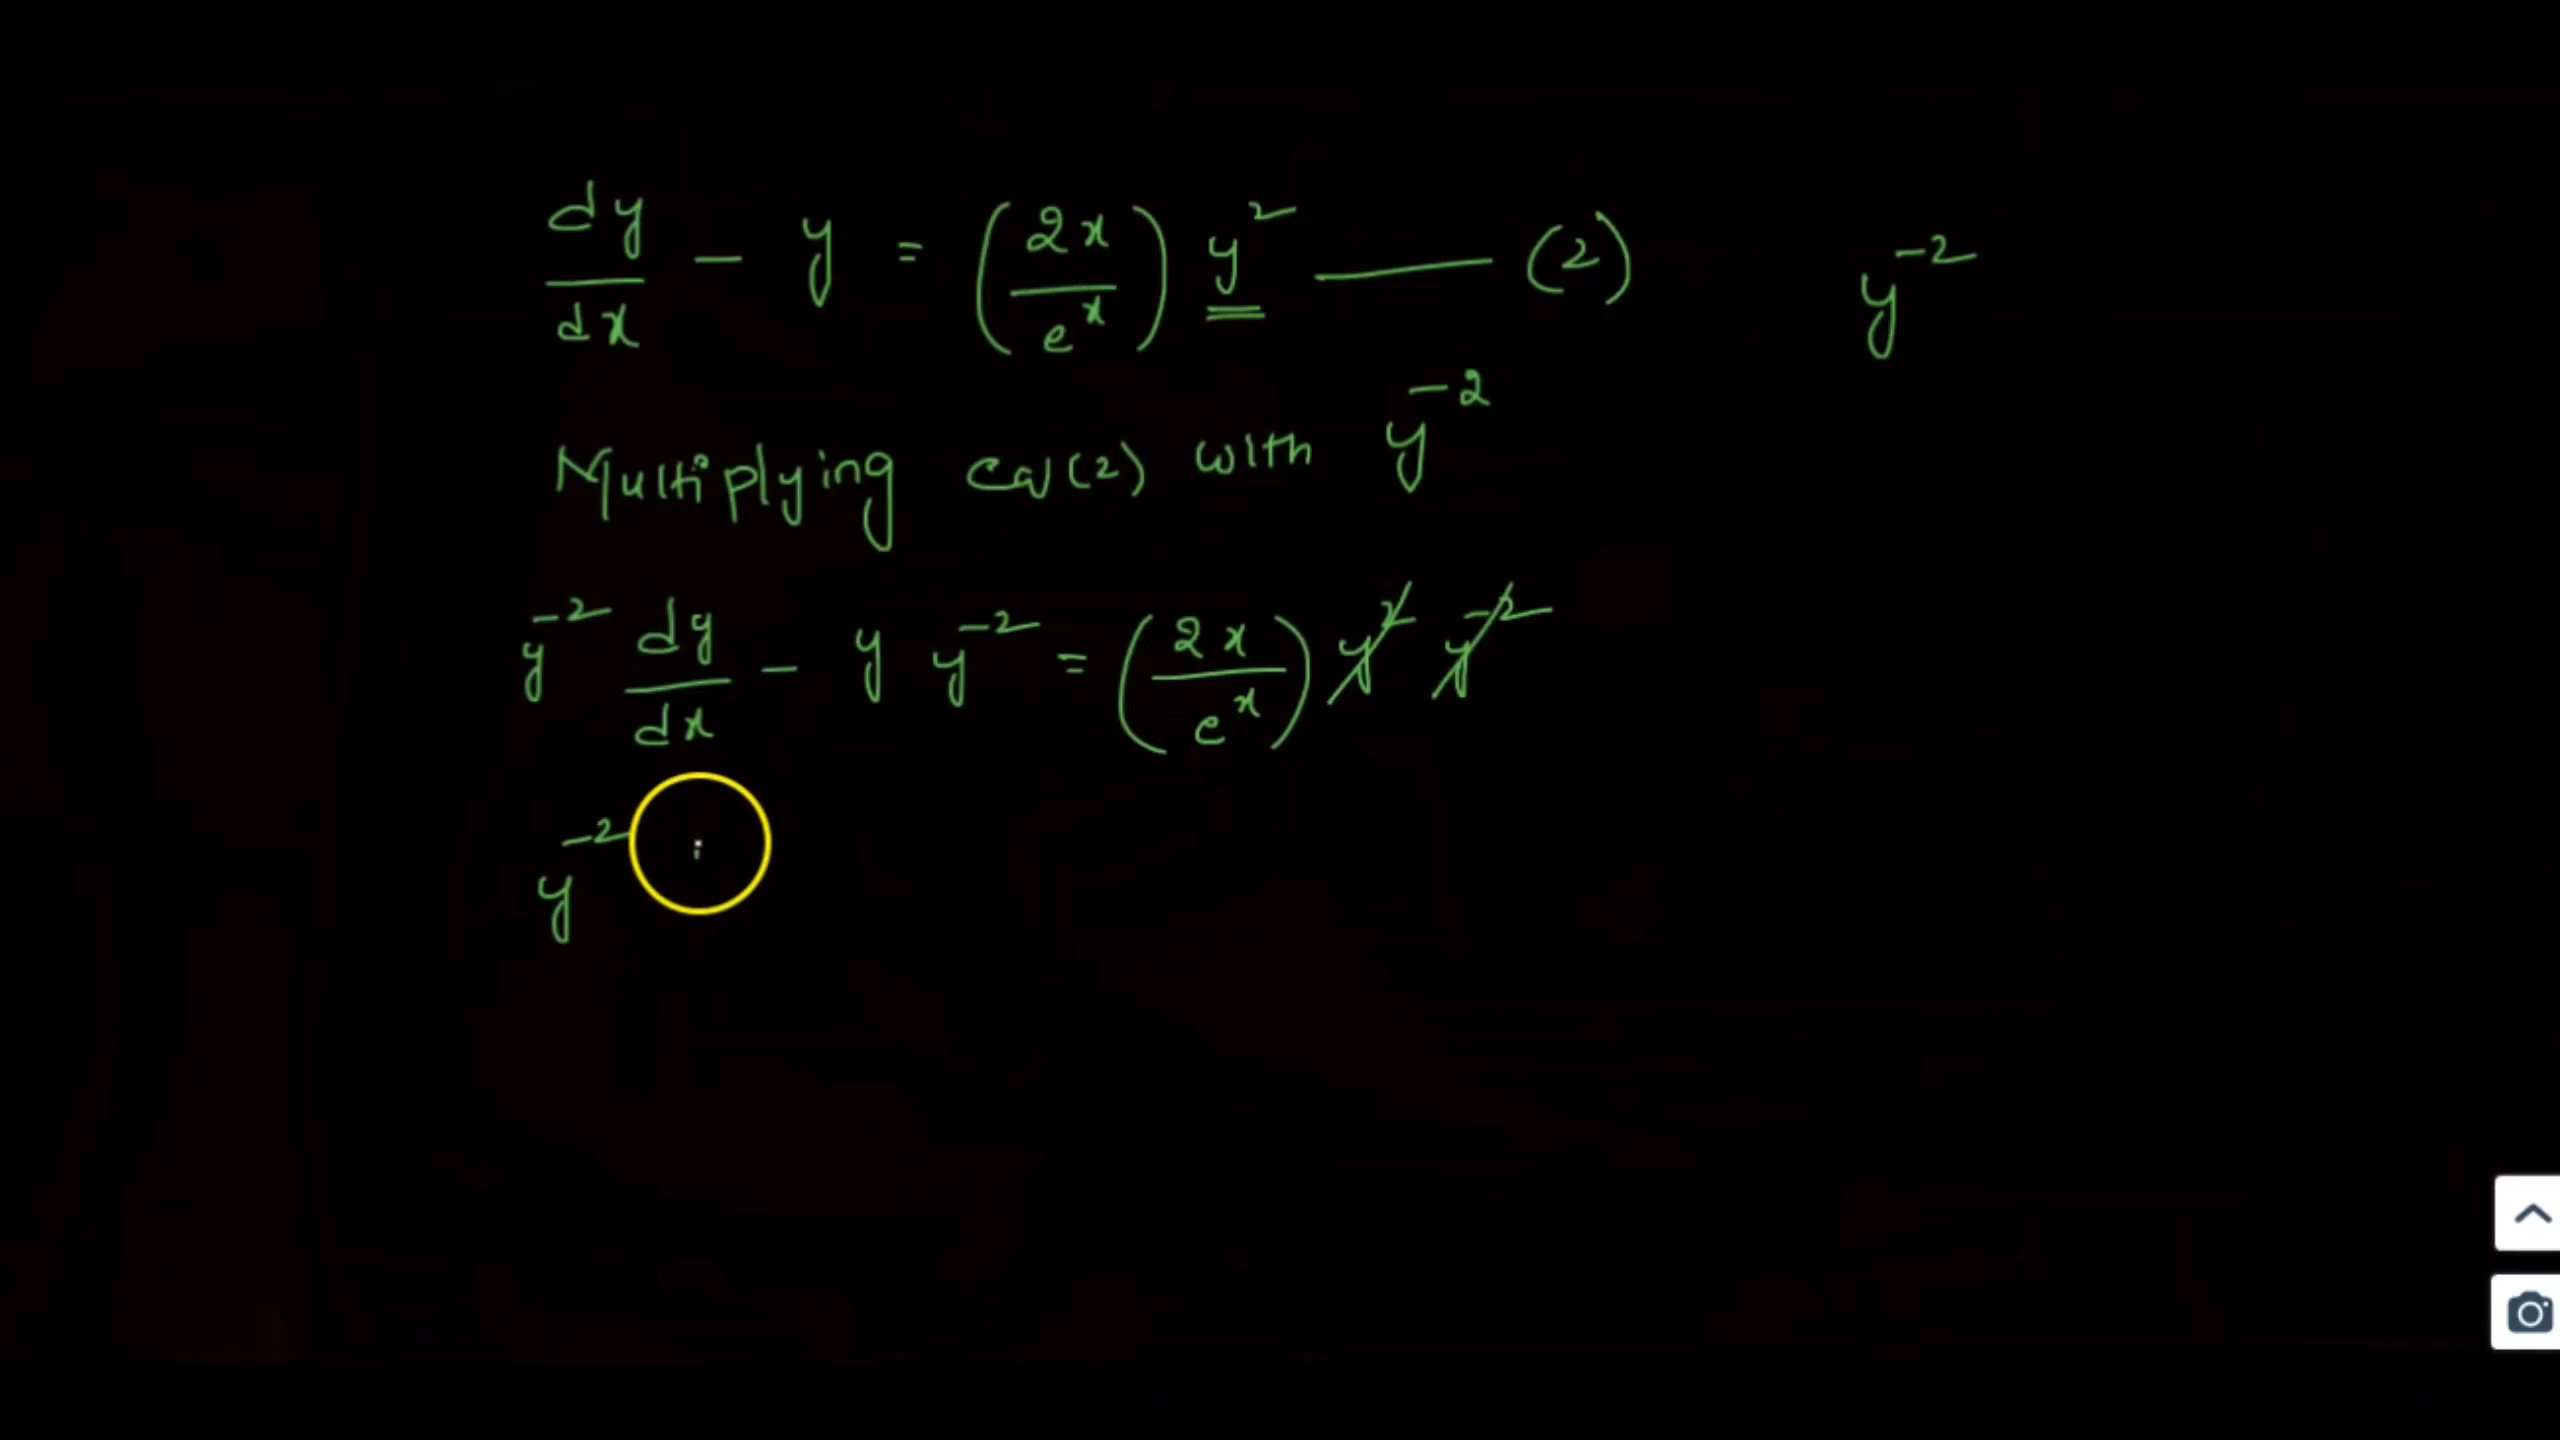 dy/dx - y = (2x/e^x) y^2 —— (2) y^-2
Multiplying eq(2) with y^-2
y^-2 dy/dx - y y^-2 = (2x/e^x) y^2 y^-2
y^-2